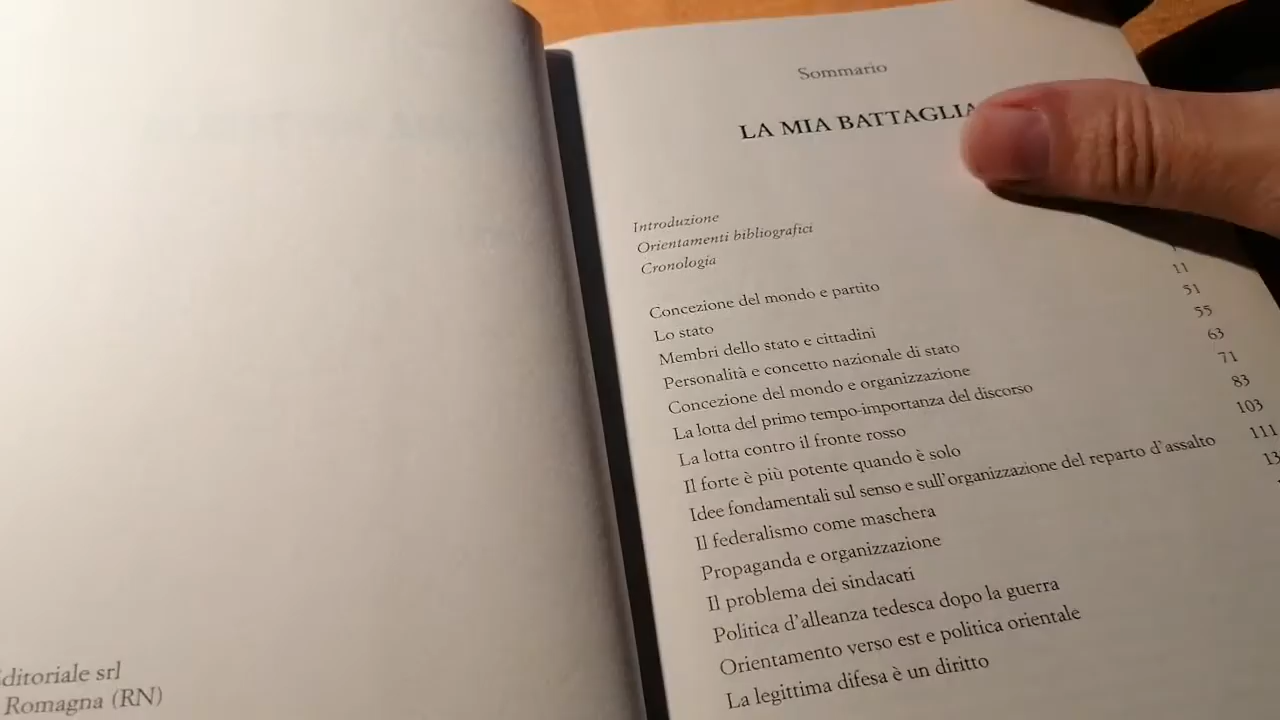 Editoriale srl
Romagna (RN)
Sommario
LA MIA BATTAGLIA
Introduzione
Orientamenti bibliografici
Cronologia
Concezione del mondo e partito 11
Lo stato 51
Membri dello stato e cittadini 55
Personalità e concetto nazionale di stato 63
Concezione del mondo e organizzazione 71
La lotta del primo tempo-importanza del discorso 83
La lotta contro il fronte rosso 103
Il forte è più potente quando è solo 111
Idee fondamentali sul senso e sull'organizzazione del reparto d'assalto 13
Il federalismo come maschera
Propaganda e organizzazione
Il problema dei sindacati
Politica d'alleanza tedesca dopo la guerra
Orientamento verso est e politica orientale
La legittima difesa è un diritto